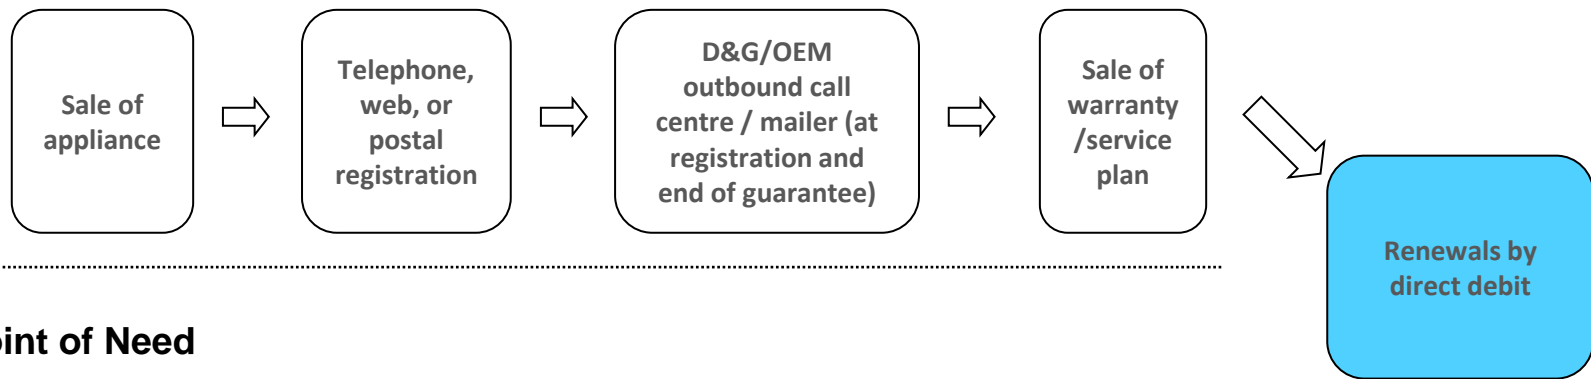 Sale of
appliance
Telephone,
web, or
postal
registration
D&G/OEM
outbound call
centre / mailer (at
registration and
end of guarantee)
Sale of
warranty
/service
plan
Renewals by
direct debit
oint of Need